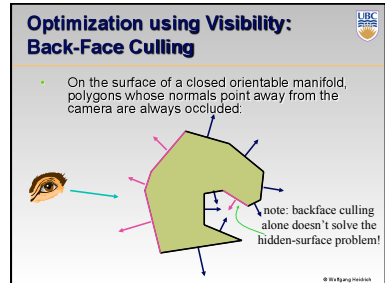 Optimization using Visibility:
Back-Face Culling
UBC
On the surface of a closed orientable manifold,
polygons whose normals point away from the
camera are always occluded:
note: backface culling
alone doesn't solve the
hidden-surface problem!
© Wolfgang Heidrich